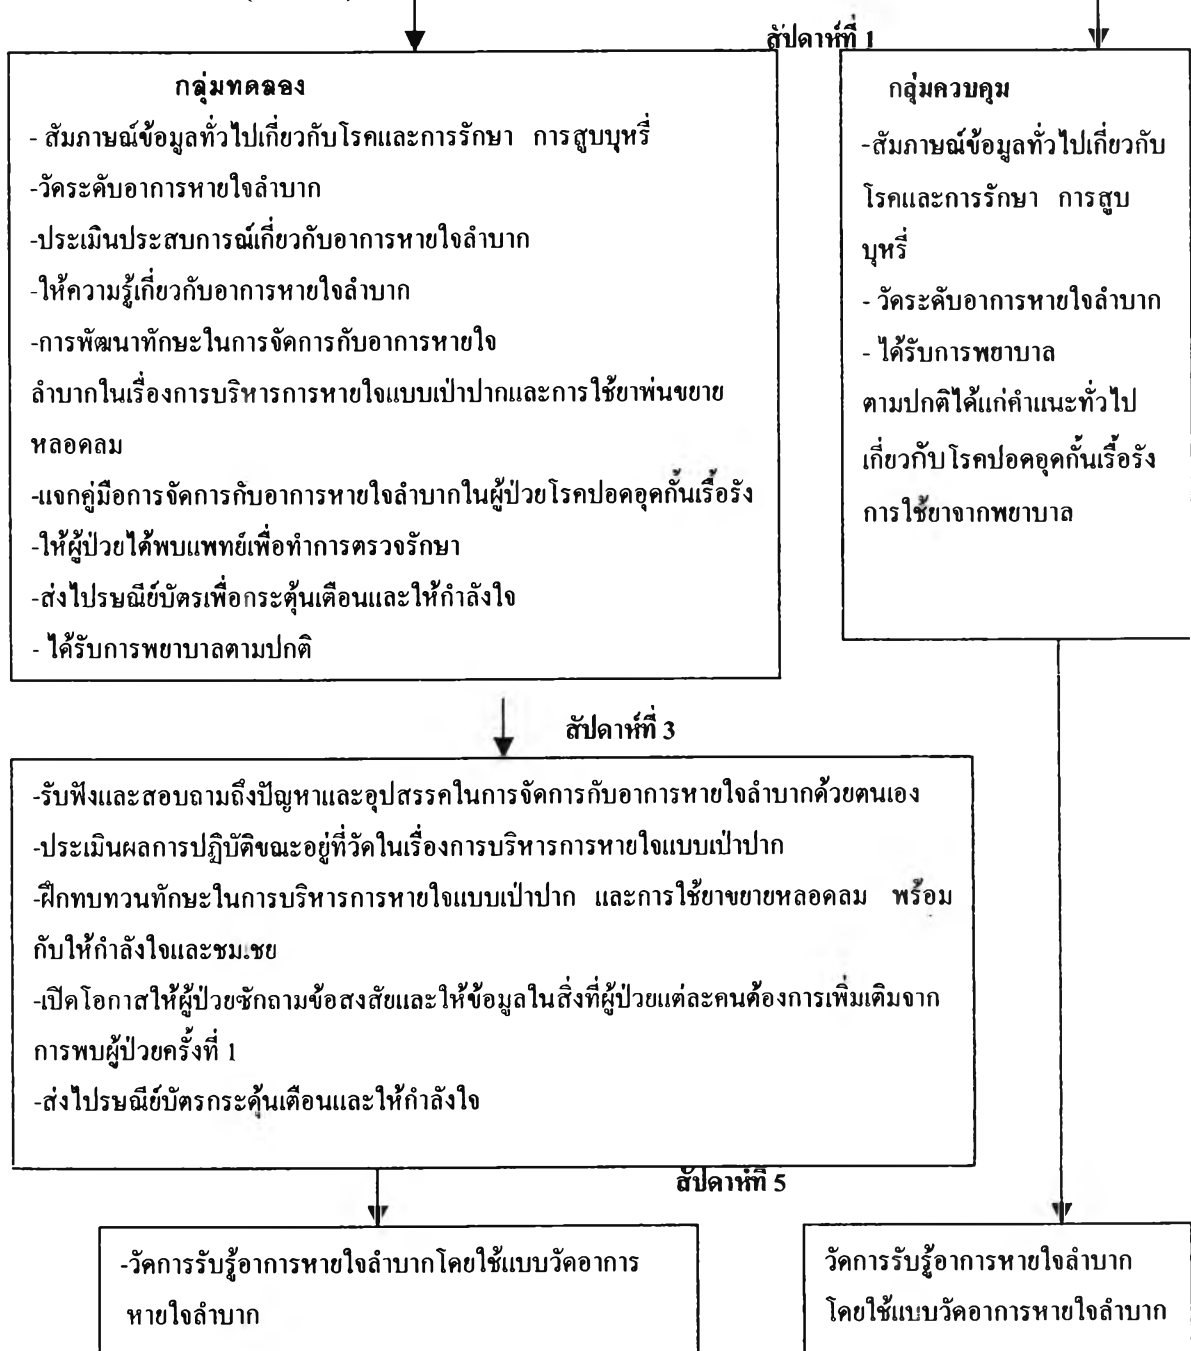 สัปดาห์ที่ 1
กลุ่มทดลอง
- สัมภาษณ์ข้อมูลทั่วไปเกี่ยวกับโรคและการรักษา การสูบบุหรี่
-วัดระดับอาการหายใจลำบาก
-ประเมินประสบการณ์เกี่ยวกับอาการหายใจลำบาก
-ให้ความรู้เกี่ยวกับอาการหายใจลำบาก
-การพัฒนาทักษะในการจัดการกับอาการหายใจ
ลำบากในเรื่องการบริหารการหายใจแบบเป่าปากและการใช้ยาพ่นขยาย
หลอดลม
-แจกคู่มือการจัดการกับอาการหายใจลำบากในผู้ป่วยโรคปอดอุดกั้นเรื้อรัง
-ให้ผู้ป่วยได้พบแพทย์เพื่อทำการตรวจรักษา
-ส่งไปรษณีย์บัตรเพื่อกระตุ้นเตือนและให้กำลังใจ
- ได้รับการพยาบาลตามปกติ
กลุ่มควบคุม
-สัมภาษณ์ข้อมูลทั่วไปเกี่ยวกับ
โรคและการรักษา การสูบ
บุหรี่
- วัดระดับอาการหายใจลำบาก
- ได้รับการพยาบาล
ตามปกติได้แก่คำแนะทั่วไป
เกี่ยวกับโรคปอดอุดกั้นเรื้อรัง
การใช้ยาจากพยาบาล
สัปดาห์ที่ 3
-รับฟังและสอบถามถึงปัญหาและอุปสรรคในการจัดการกับอาการหายใจลำบากด้วยตนเอง
-ประเมินผลการปฏิบัติขณะอยู่ที่วัดในเรื่องการบริหารการหายใจแบบเป่าปาก
-ฝึกทบทวนทักษะในการบริหารการหายใจแบบเป่าปาก และการใช้ยาขยายหลอดลม พร้อม
กับให้กำลังใจและชมเชย
-เปิดโอกาสให้ผู้ป่วยซักถามข้อสงสัยและให้ข้อมูลในสิ่งที่ผู้ป่วยแต่ละคนต้องการเพิ่มเติมจาก
การพบผู้ป่วยครั้งที่ 1
-ส่งไปรษณีย์บัตรกระตุ้นเตือนและให้กำลังใจ
สัปดาห์ที่ 5
-วัดการรับรู้อาการหายใจลำบากโดยใช้แบบวัดอาการ
หายใจลำบาก
วัดการรับรู้อาการหายใจลำบาก
โดยใช้แบบวัดอาการหายใจลำบาก